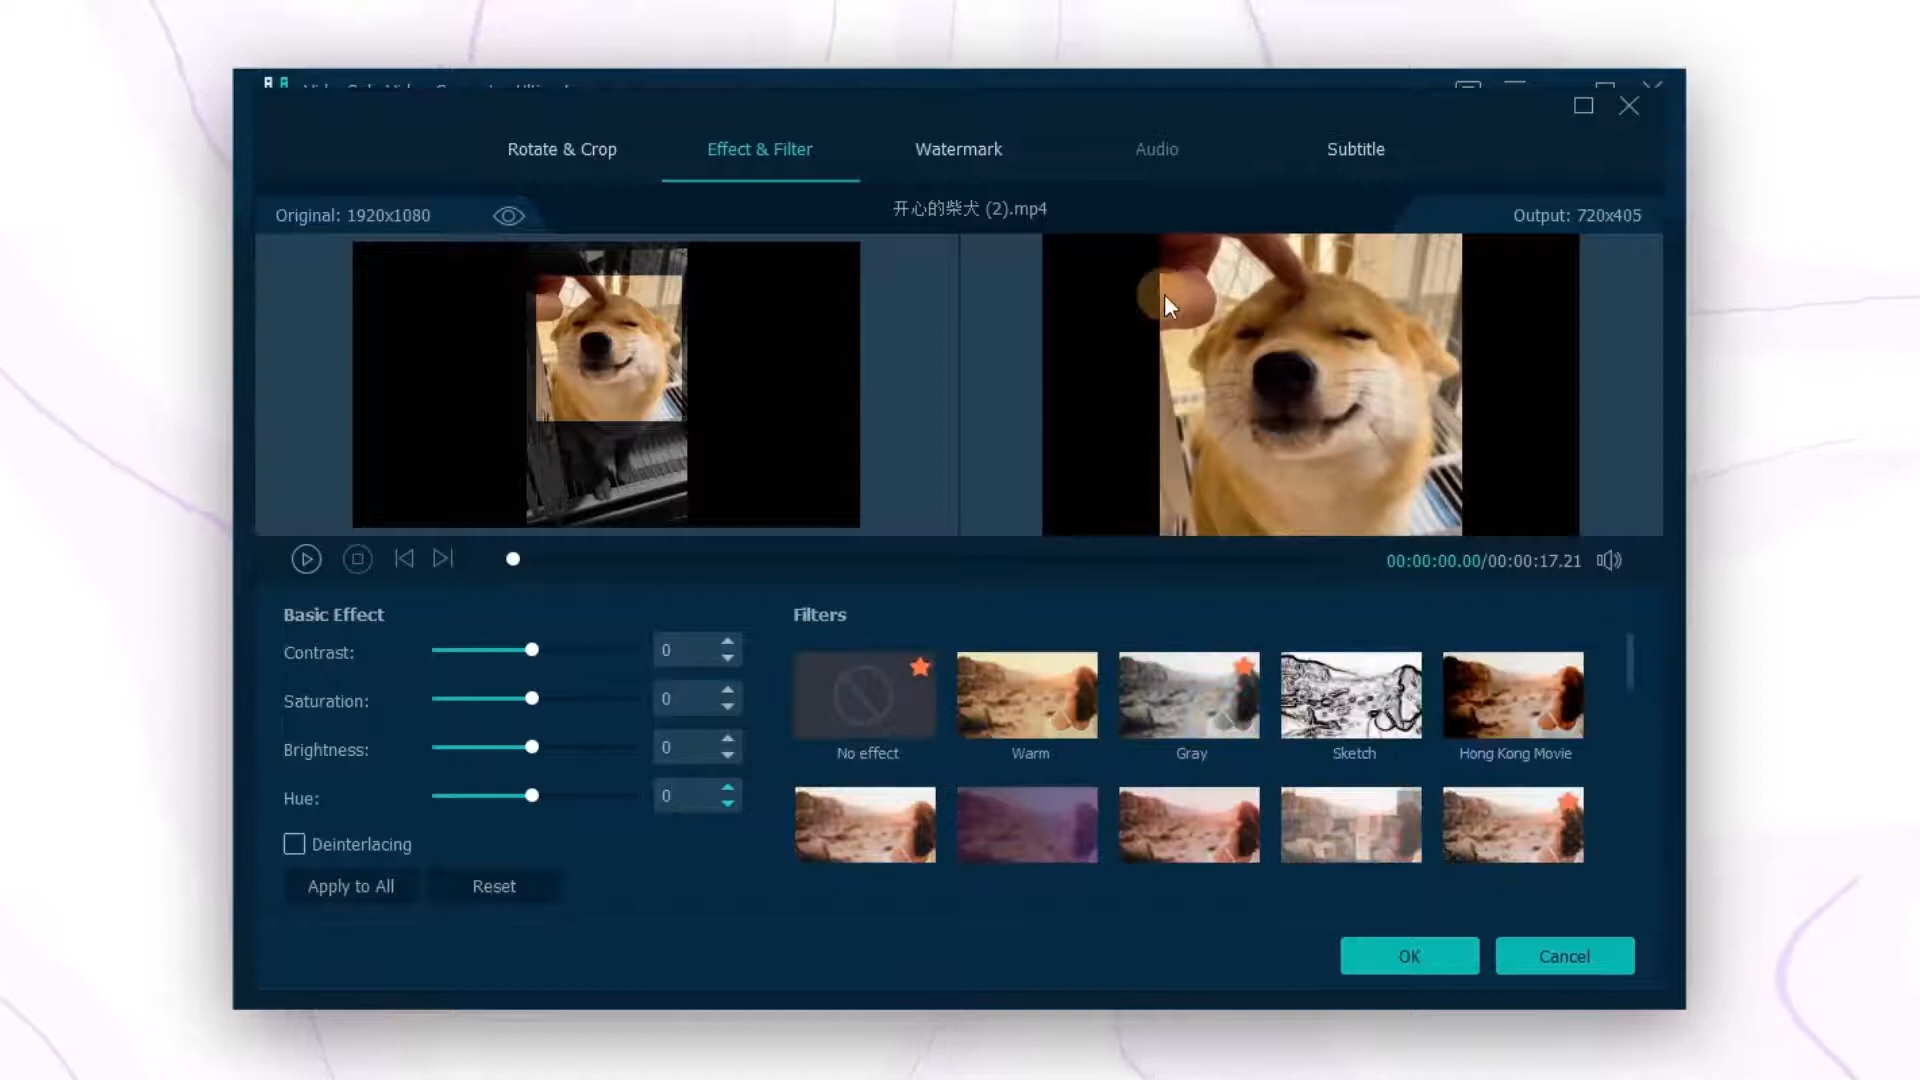 Rotate & Crop
Effect & Filter
Watermark
Audio
Subtitle
Original: 1920x1080
开心的柴犬 (2).mp4
Output: 720x405
00:00:00.00/00:00:17.21
Basic Effect
Contrast:
0
Saturation:
0
Brightness:
0
Hue:
0
Deinterlacing
Apply to All
Reset
Filters
No effect
Warm
Gray
Sketch
Hong Kong Movie
OK
Cancel